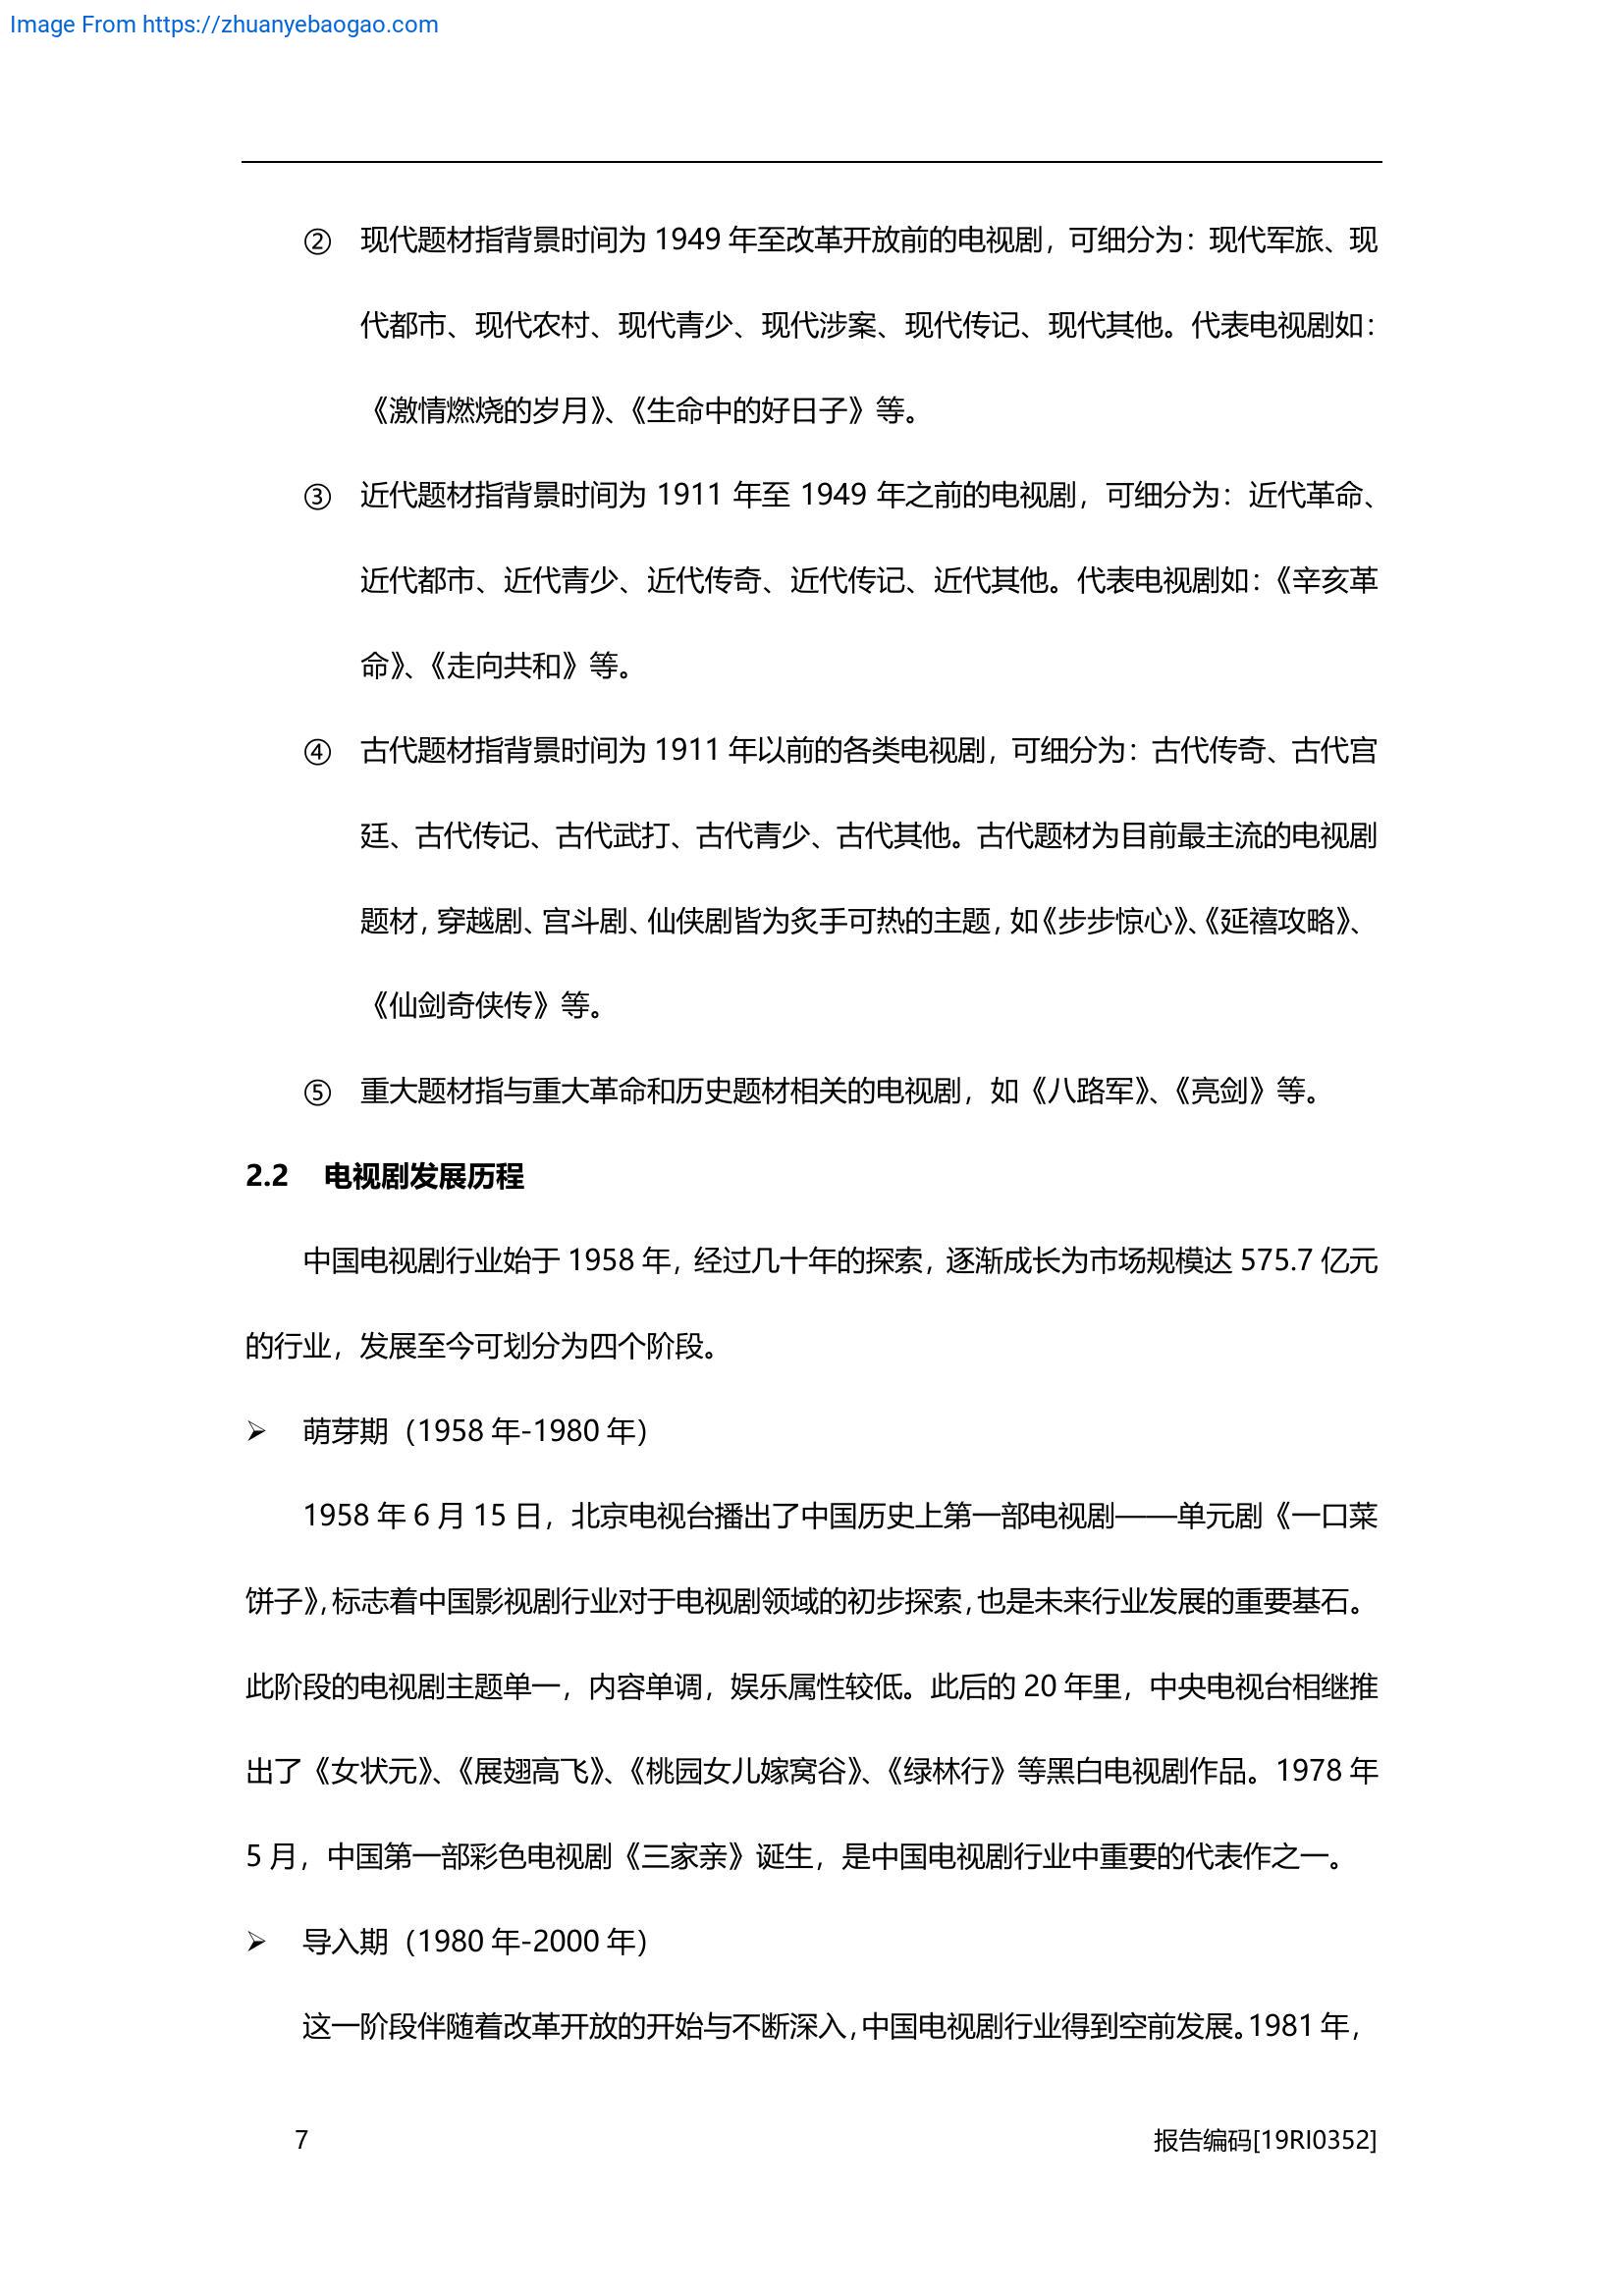 Image From https://zhuanyebaogao.com
② 现代题材指背景时间为 1949 年至改革开放前的电视剧，可细分为：现代军旅、现
代都市、现代农村、现代青少、现代涉案、现代传记、现代其他。代表电视剧如：
《激情燃烧的岁月》、《生命中的好日子》等。
③ 近代题材指背景时间为 1911 年至 1949 年之前的电视剧，可细分为：近代革命、
近代都市、近代青少、近代传奇、近代传记、近代其他。代表电视剧如：《辛亥革
命》、《走向共和》等。
④ 古代题材指背景时间为 1911 年以前的各类电视剧，可细分为：古代传奇、古代宫
廷、古代传记、古代武打、古代青少、古代其他。古代题材为目前最主流的电视剧
题材，穿越剧、宫斗剧、仙侠剧皆为炙手可热的主题，如《步步惊心》、《延禧攻略》、
《仙剑奇侠传》等。
⑤ 重大题材指与重大革命和历史题材相关的电视剧，如《八路军》、《亮剑》等。
2.2 电视剧发展历程
中国电视剧行业始于 1958 年，经过几十年的探索，逐渐成长为市场规模达 575.7 亿元
的行业，发展至今可划分为四个阶段。
➢ 萌芽期（1958 年-1980 年）
1958 年 6 月 15 日，北京电视台播出了中国历史上第一部电视剧——单元剧《一口菜
饼子》，标志着中国影视剧行业对于电视剧领域的初步探索，也是未来行业发展的重要基石。
此阶段的电视剧主题单一，内容单调，娱乐属性较低。此后的 20 年里，中央电视台相继推
出了《女状元》、《展翅高飞》、《桃园女儿嫁窝谷》、《绿林行》等黑白电视剧作品。1978 年
5 月，中国第一部彩色电视剧《三家亲》诞生，是中国电视剧行业中重要的代表作之一。
➢ 导入期（1980 年-2000 年）
这一阶段伴随着改革开放的开始与不断深入，中国电视剧行业得到空前发展。1981 年，
7 报告编码[19RI0352]